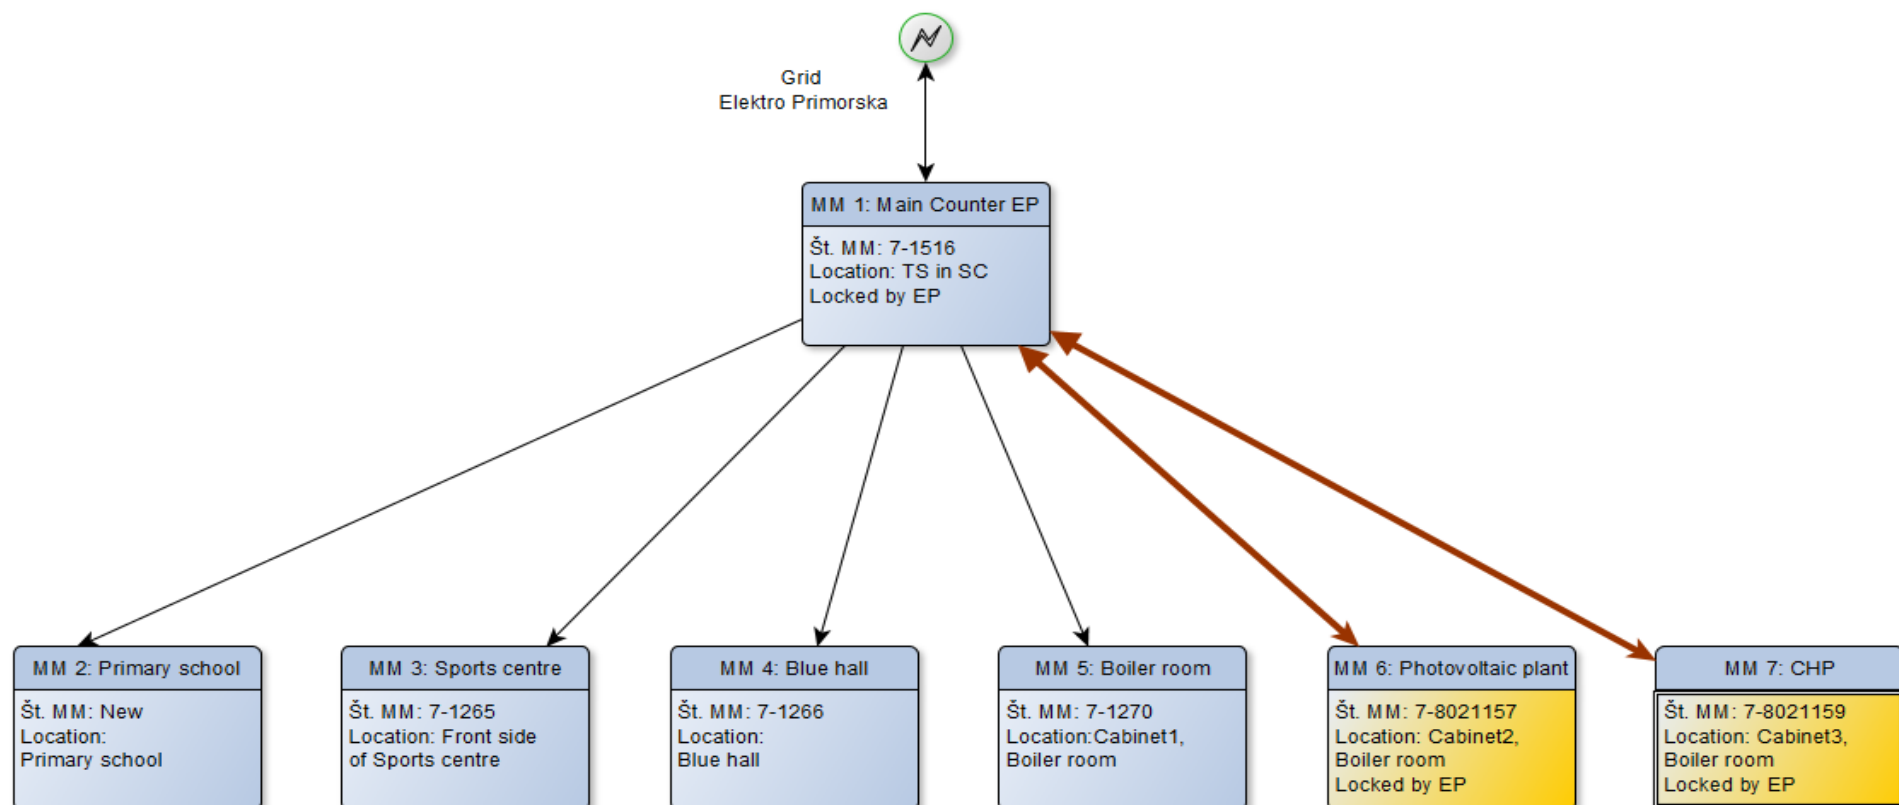 Grid
Elektro Primorska
MM 1: Main Counter EP
Št. MM: 7-1516
Location: TS in SC
Locked by EP
MM 2: Primary school
Št. MM: New
Location:
Primary school
MM 3: Sports centre
Št. MM: 7-1265
Location: Front side
of Sports centre
MM 4: Blue hall
Št. MM: 7-1266
Location:
Blue hall
MM 5: Boiler room
Št. MM: 7-1270
Location:Cabinet1,
Boiler room
MM 6: Photovoltaic plant
Št. MM: 7-8021157
Location: Cabinet2,
Boiler room
Locked by EP
MM 7: CHP
Št. MM: 7-8021159
Location: Cabinet3,
Boiler room
Locked by EP